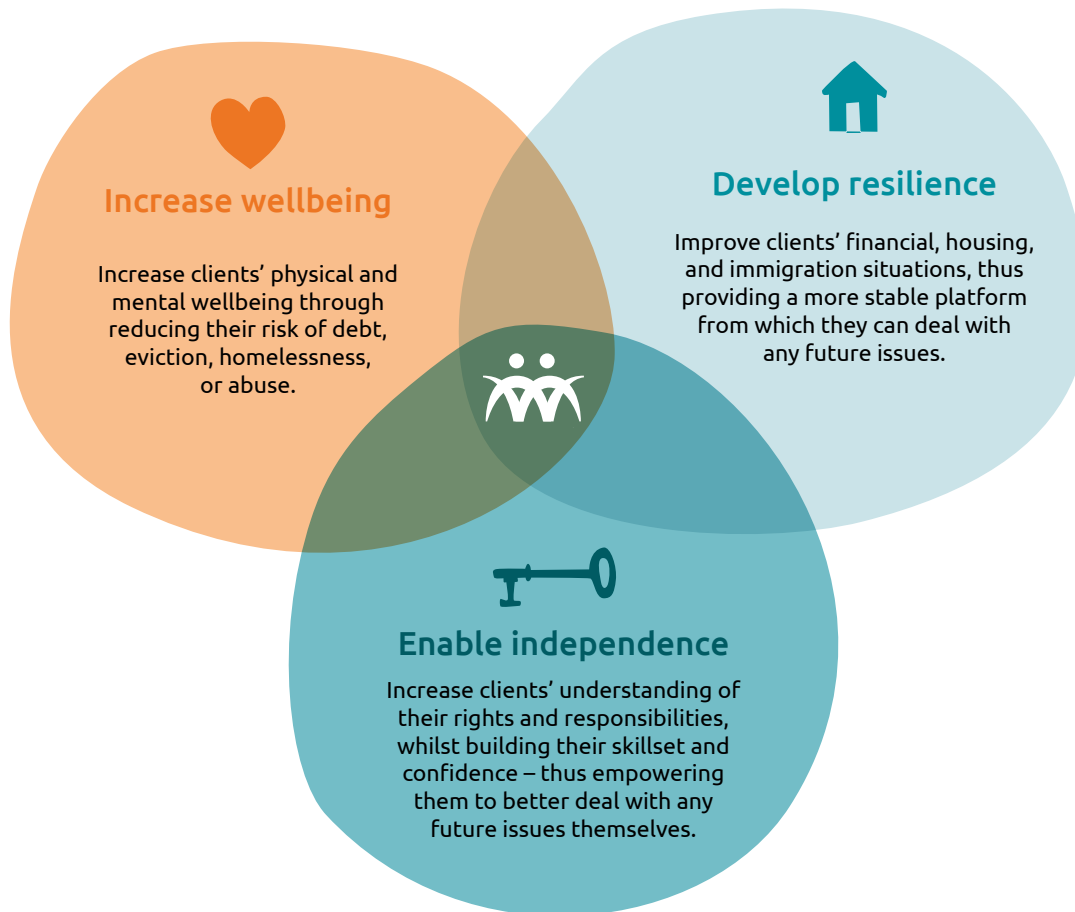 Increase wellbeing
Increase clients’ physical and
mental wellbeing through
reducing their risk of debt,
eviction, homelessness,
or abuse.
Develop resilience
Improve clients’ financial, housing,
and immigration situations, thus
providing a more stable platform
from which they can deal with
any future issues.
Enable independence
Increase clients’ understanding of
their rights and responsibilities,
whilst building their skillset and
confidence – thus empowering
them to better deal with any
future issues themselves.